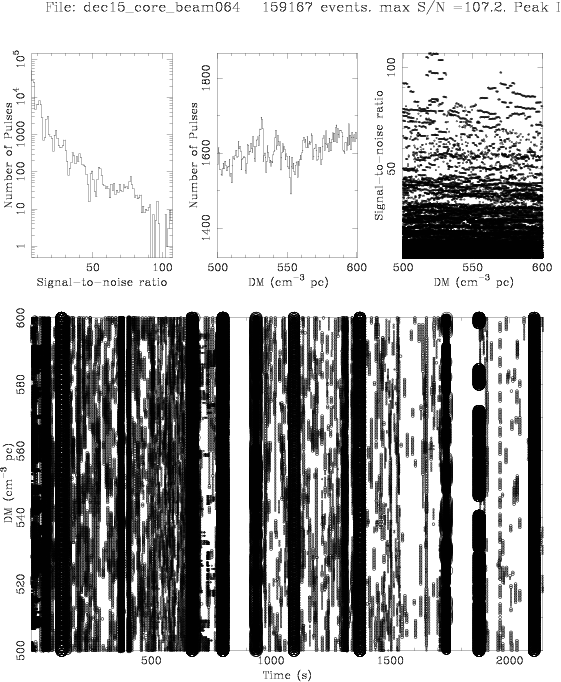 File: dec15_core_beam064 159167 events. max S/N =107.2. Peak I
Number of Pulses
1 10 100 1000 10^4 10^5
50 100
Signal-to-noise ratio
Number of Pulses
1400 1600 1800
500 550 600
DM (cm^-3 pc)
Signal-to-noise ratio
50 100
500 550 600
DM (cm^-3 pc)
DM (cm^-3 pc)
500 520 540 560 580 600
500 1000 1500 2000
Time (s)